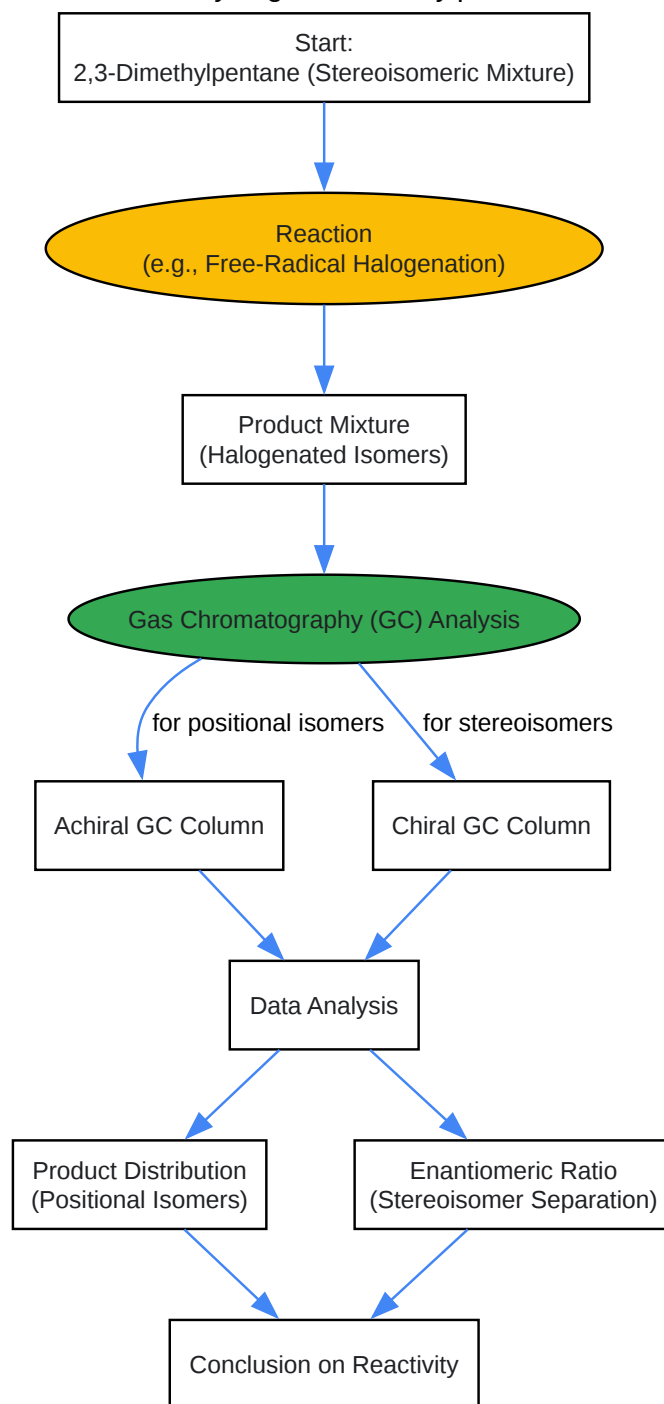 Start:
2,3-Dimethylpentane (Stereoisomeric Mixture)
Reaction
(e.g., Free-Radical Halogenation)
Product Mixture
(Halogenated Isomers)
Gas Chromatography (GC) Analysis
for positional isomers
for stereoisomers
Achiral GC Column
Chiral GC Column
Data Analysis
Product Distribution
(Positional Isomers)
Enantiomeric Ratio
(Stereoisomer Separation)
Conclusion on Reactivity